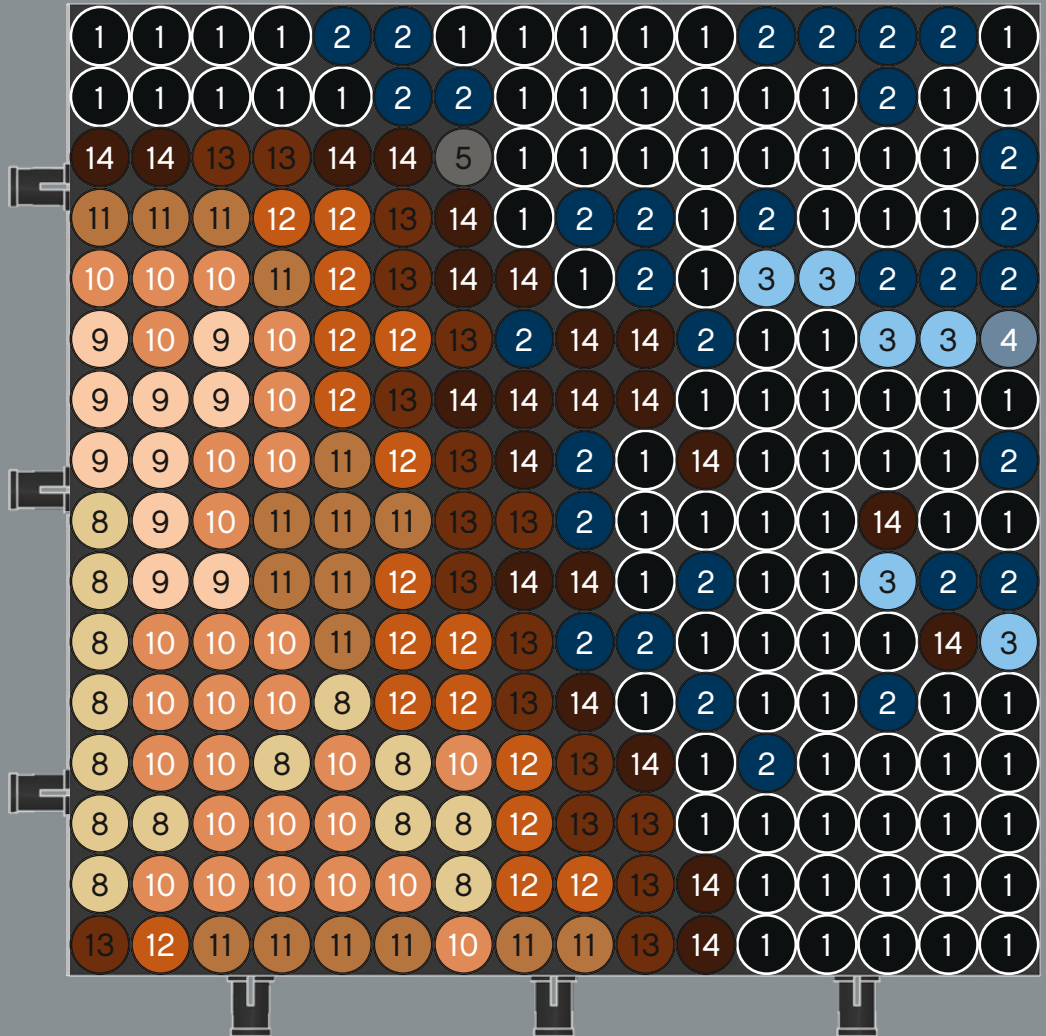 1 1 1 1 2 2 1 1 1 1 1 2 2 2 2 1
1 1 1 1 1 2 2 1 1 1 1 1 1 2 1 1
14 14 13 13 14 14 5 1 1 1 1 1 1 1 1 2
11 11 11 12 12 13 14 1 2 2 1 2 1 1 1 2
10 10 10 11 12 13 14 14 1 2 1 3 3 2 2 2
9 10 9 10 12 12 13 2 14 14 2 1 1 3 3 4
9 9 9 10 12 13 14 14 14 14 1 1 1 1 1 1
9 9 10 10 11 12 13 14 2 1 14 1 1 1 1 2
8 9 10 11 11 11 13 13 2 1 1 1 1 14 1 1
8 9 9 11 11 12 13 14 14 1 2 1 1 3 2 2
8 10 10 10 11 12 12 13 2 2 1 1 1 1 14 3
8 10 10 10 8 12 12 13 14 1 2 1 1 2 1 1
8 10 10 8 10 8 10 12 13 14 1 2 1 1 1 1
8 8 10 10 10 8 8 12 13 13 1 1 1 1 1 1
8 10 10 10 10 10 8 12 12 13 14 1 1 1 1 1
13 12 11 11 11 11 10 11 11 13 14 1 1 1 1 1